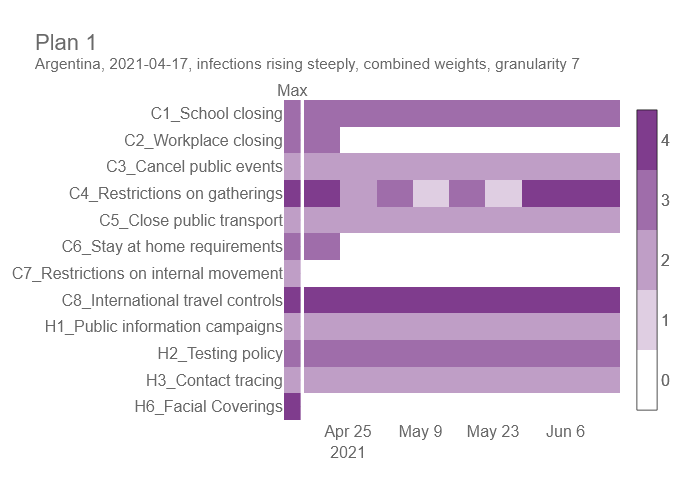 Plan 1
Argentina, 2021-04-17, infections rising steeply, combined weights, granularity 7
Max
C1_School closing
C2_Workplace closing
C3_Cancel public events
C4_Restrictions on gatherings
C5_Close public transport
C6_Stay at home requirements
C7_Restrictions on internal movement
C8_International travel controls
H1_Public information campaigns
H2_Testing policy
H3_Contact tracing
H6_Facial Coverings
Apr 25 May 9 May 23 Jun 6
2021
4
3
2
1
0